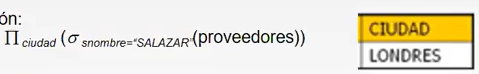 ón:
Π ciudad (σ snombre="SALAZAR"(proveedores))
CIUDAD
LONDRES